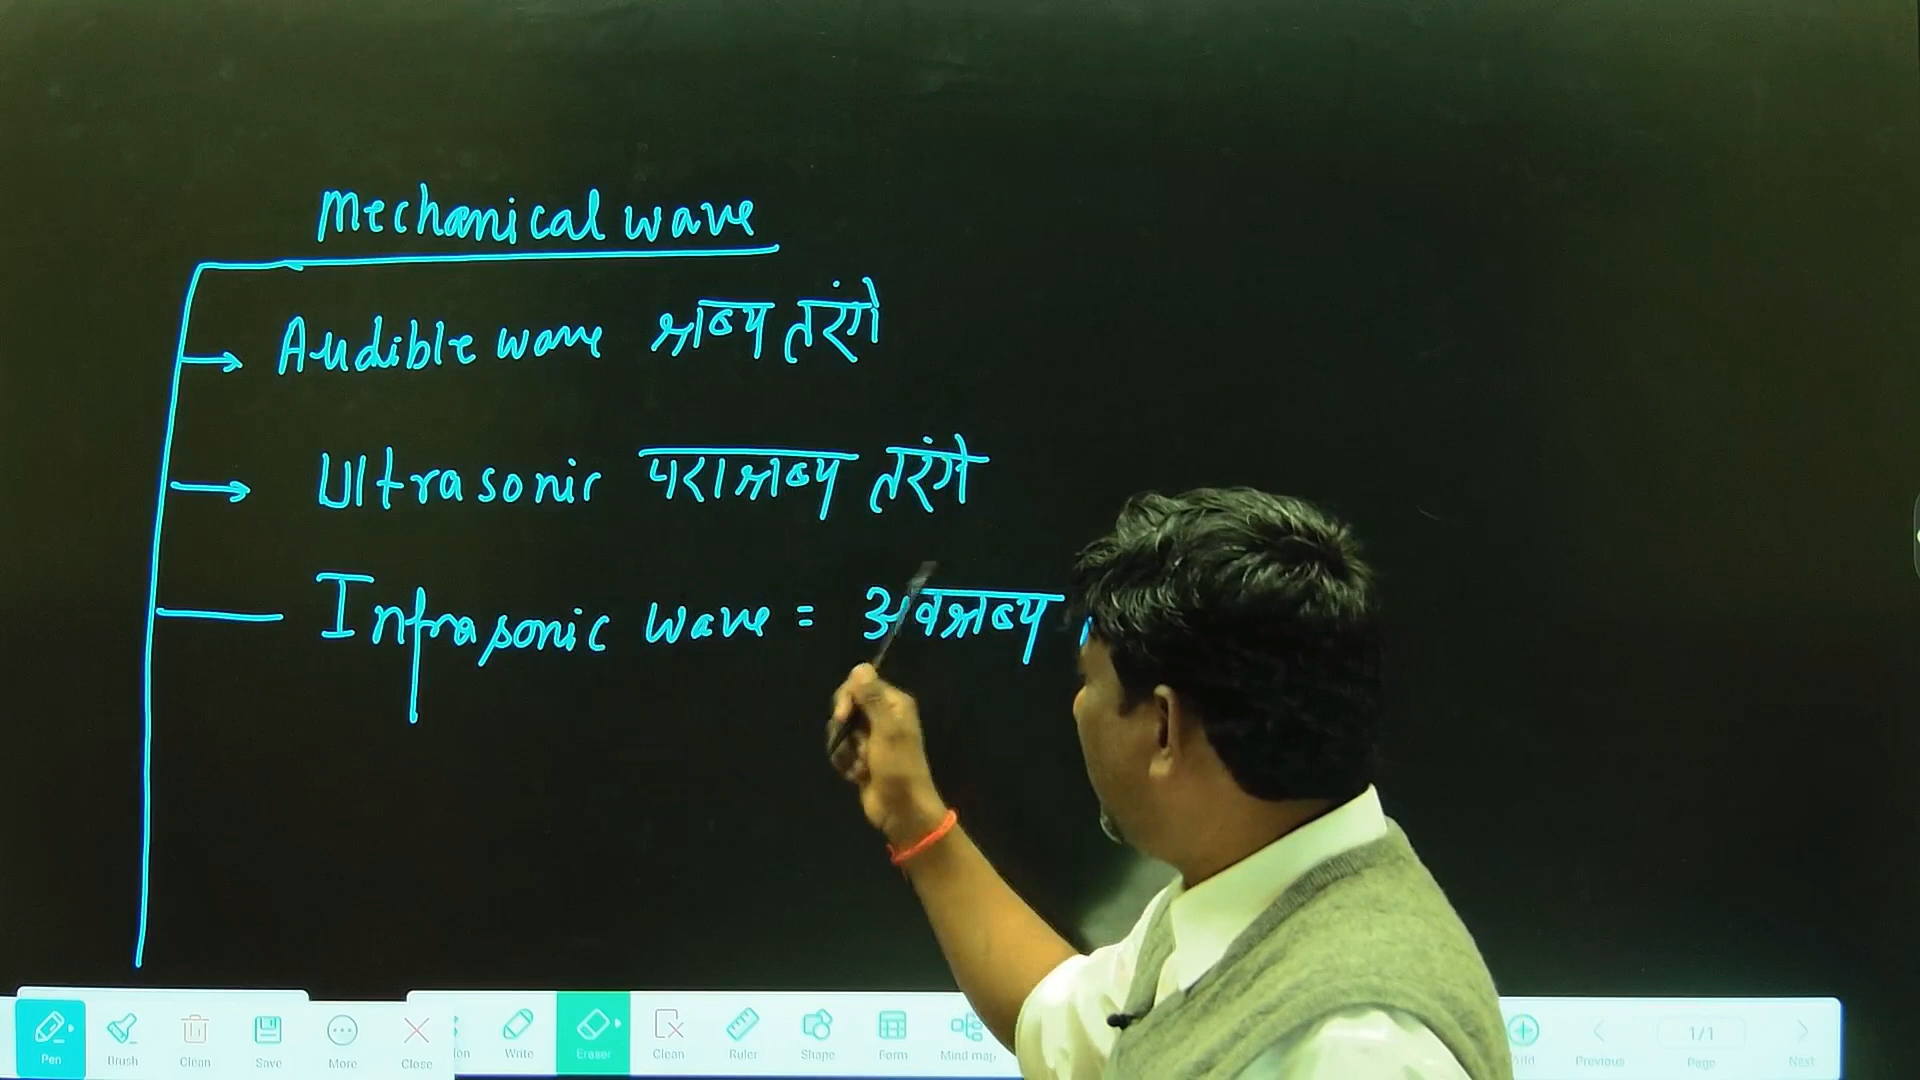 Mechanical wave
Audible wave श्रव्य तरंगे
Ultrasonic पराश्रव्य तरंगे
Infrasonic wave = अवश्रव्य
Pen Brush Clean Save More Close Write Eraser Clean Ruler Shape Form Mind map Add Previous 1/1 Page Next